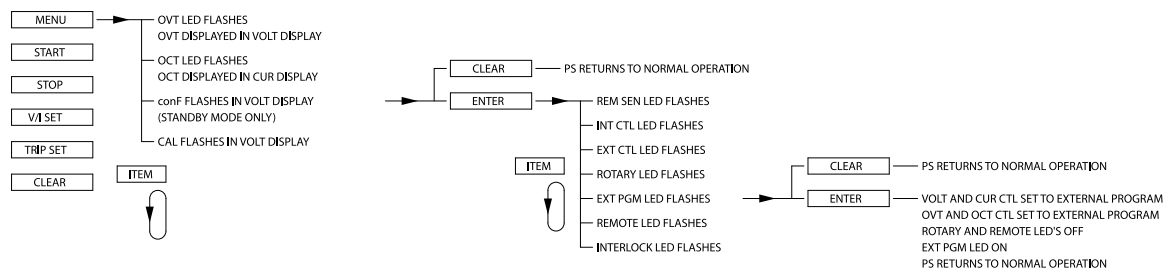 MENU
START
STOP
V/I SET
TRIP SET
CLEAR
OVT LED FLASHES
OVT DISPLAYED IN VOLT DISPLAY
OCT LED FLASHES
OCT DISPLAYED IN CUR DISPLAY
conF FLASHES IN VOLT DISPLAY
(STANDBY MODE ONLY)
CAL FLASHES IN VOLT DISPLAY
ITEM
CLEAR
PS RETURNS TO NORMAL OPERATION
ENTER
REM SEN LED FLASHES
INT CTL LED FLASHES
EXT CTL LED FLASHES
ROTARY LED FLASHES
EXT PGM LED FLASHES
REMOTE LED FLASHES
INTERLOCK LED FLASHES
ITEM
CLEAR
PS RETURNS TO NORMAL OPERATION
ENTER
VOLT AND CUR CTL SET TO EXTERNAL PROGRAM
OVT AND OCT CTL SET TO EXTERNAL PROGRAM
ROTARY AND REMOTE LED'S OFF
EXT PGM LED ON
PS RETURNS TO NORMAL OPERATION